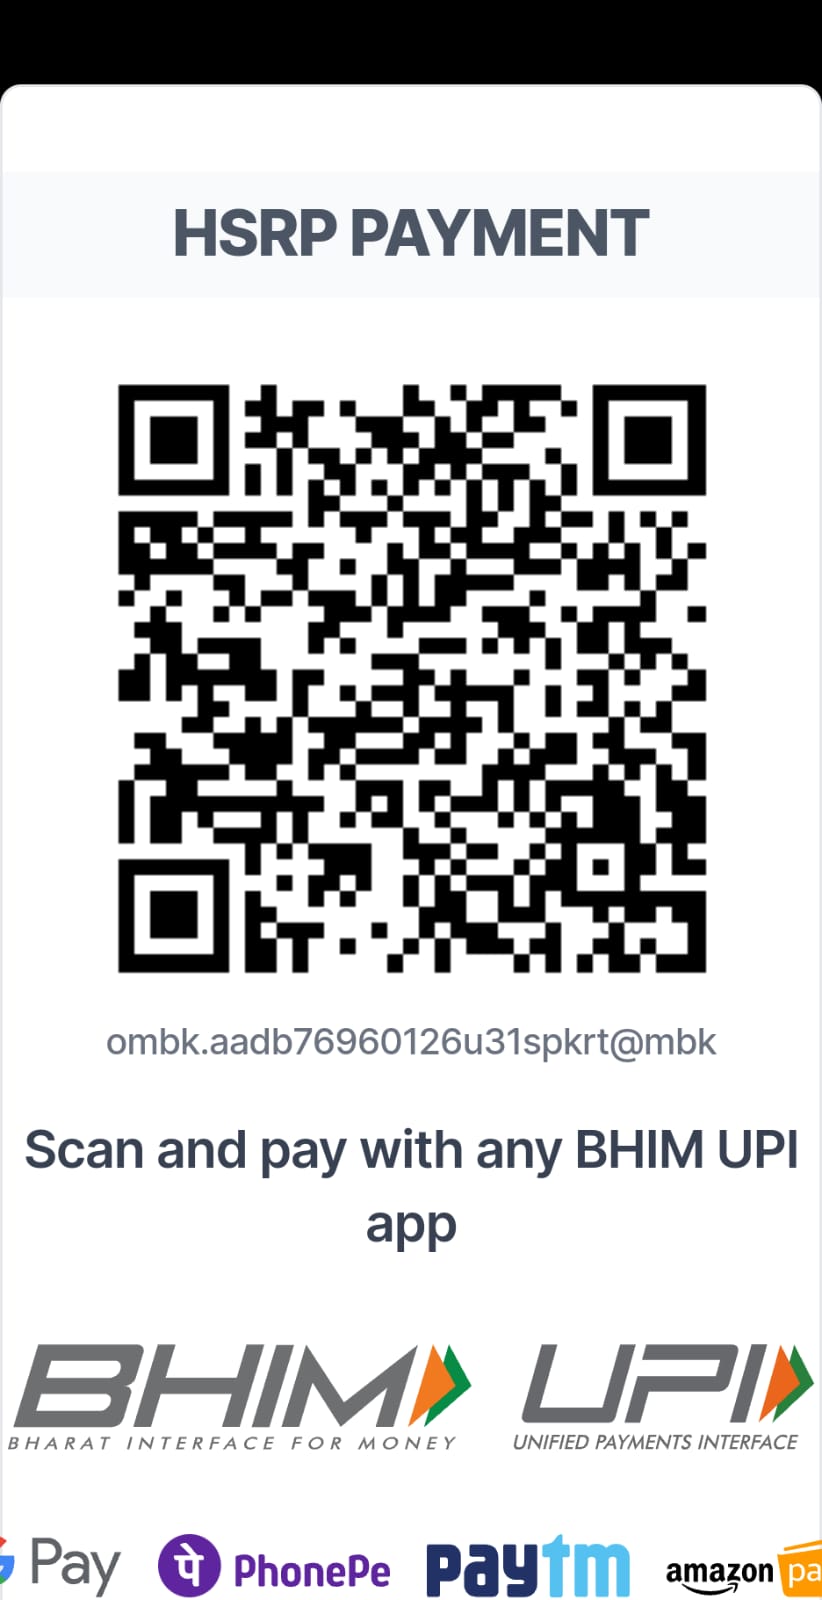 HSRP PAYMENT
ombk.aadb76960126u31spkrt@mbk
Scan and pay with any BHIM UPI
app
BHIM UPI
BHARAT INTERFACE FOR MONEY UNIFIED PAYMENTS INTERFACE
G Pay पे PhonePe paytm amazon pa